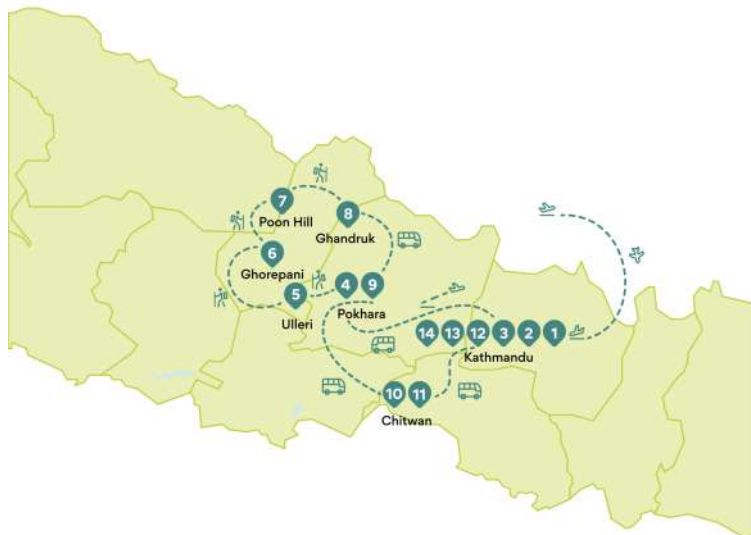 7
Poon Hill
8
Ghandruk
6
Ghorepani
5
Ulleri
4 9
Pokhara
14 13 12 3 2 1
Kathmandu
10 11
Chitwan